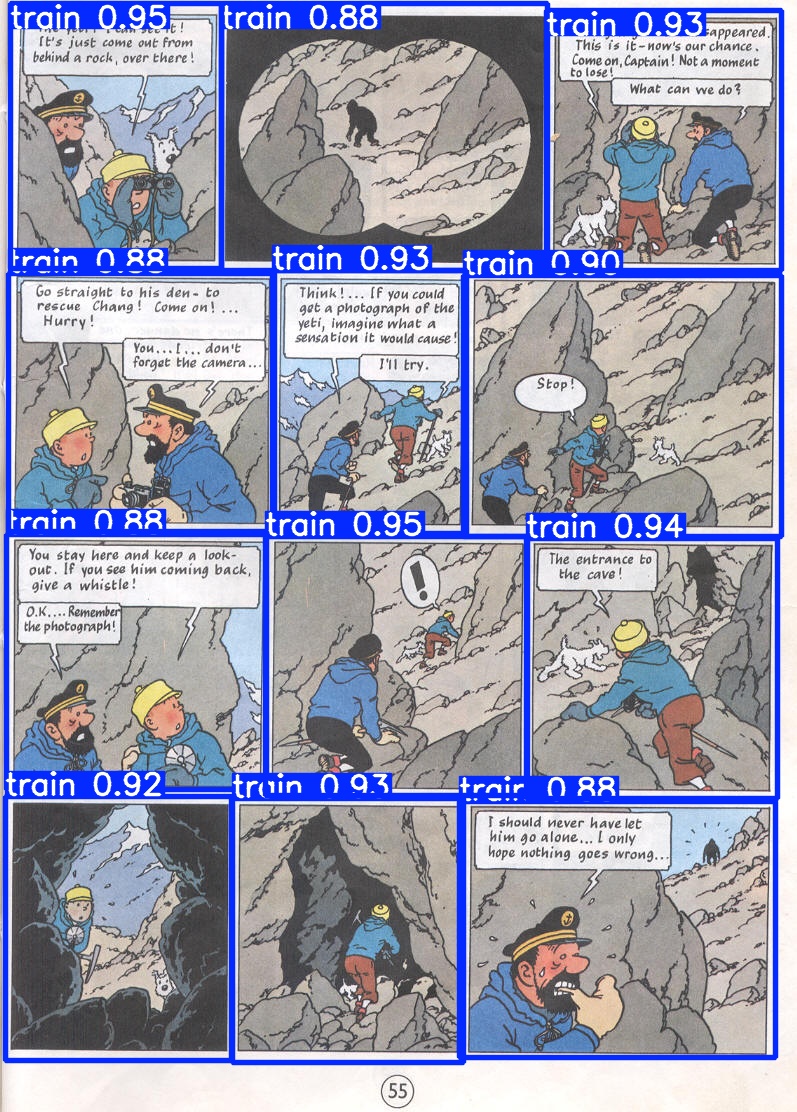 train 0.95
The Yeti! I can see it!
It's just come out from
behind a rock, over there!
train 0.88
train 0.93
sappeared.
This is it-now's our chance.
Come on, Captain! Not a moment
to lose!
What can we do?
train 0.88
Go straight to his den - to
rescue Chang! Come on! ...
Hurry!
You... I... don't
forget the camera...
train 0.93
Think!... If you could
get a photograph of the
yeti, imagine what a
sensation it would cause!
I'll try.
train 0.90
Stop!
train 0.88
You stay here and keep a look-
out. If you see him coming back,
give a whistle!
O.K.... Remember
the photograph!
train 0.95
!
train 0.94
The entrance to
the cave!
train 0.92
train 0.93
train 0.88
I should never have let
him go alone... I only
hope nothing goes wrong...
55